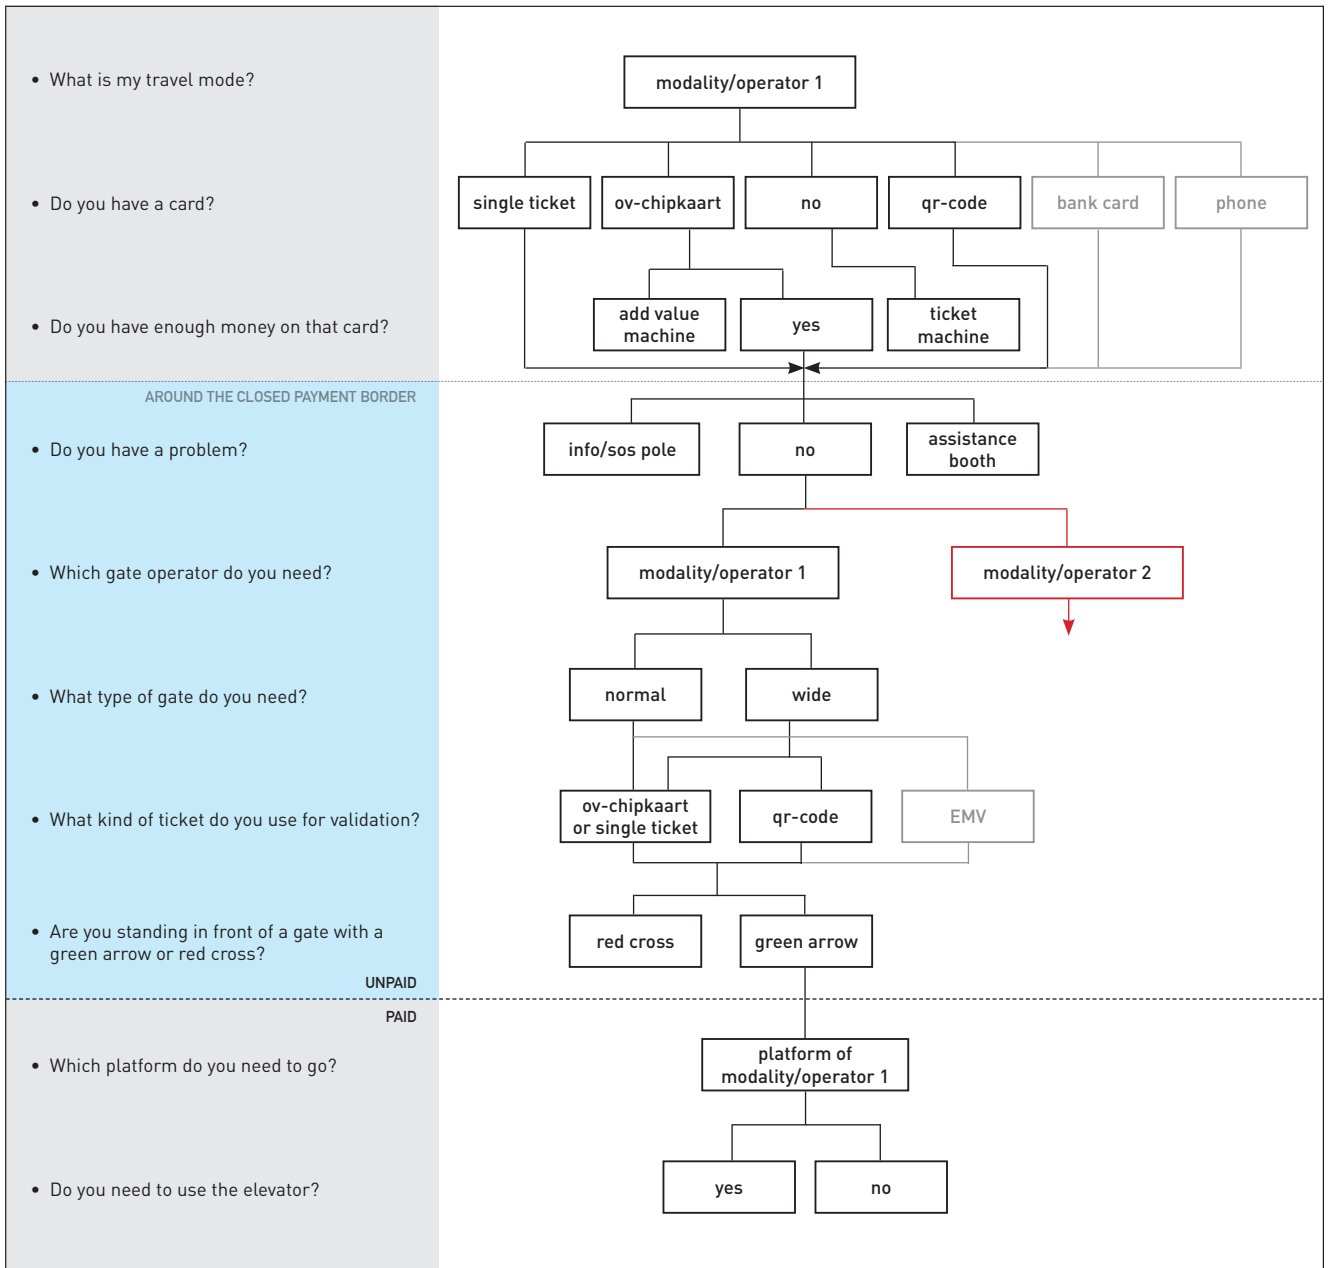 • What is my travel mode?
modality/operator 1
• Do you have a card?
single ticket
ov-chipkaart
no
qr-code
bank card
phone
• Do you have enough money on that card?
add value
machine
yes
ticket
machine
AROUND THE CLOSED PAYMENT BORDER
• Do you have a problem?
info/sos pole
no
assistance
booth
• Which gate operator do you need?
modality/operator 1
modality/operator 2
• What type of gate do you need?
normal
wide
• What kind of ticket do you use for validation?
ov-chipkaart
or single ticket
qr-code
EMV
• Are you standing in front of a gate with a
green arrow or red cross?
red cross
green arrow
UNPAID
PAID
• Which platform do you need to go?
platform of
modality/operator 1
• Do you need to use the elevator?
yes
no